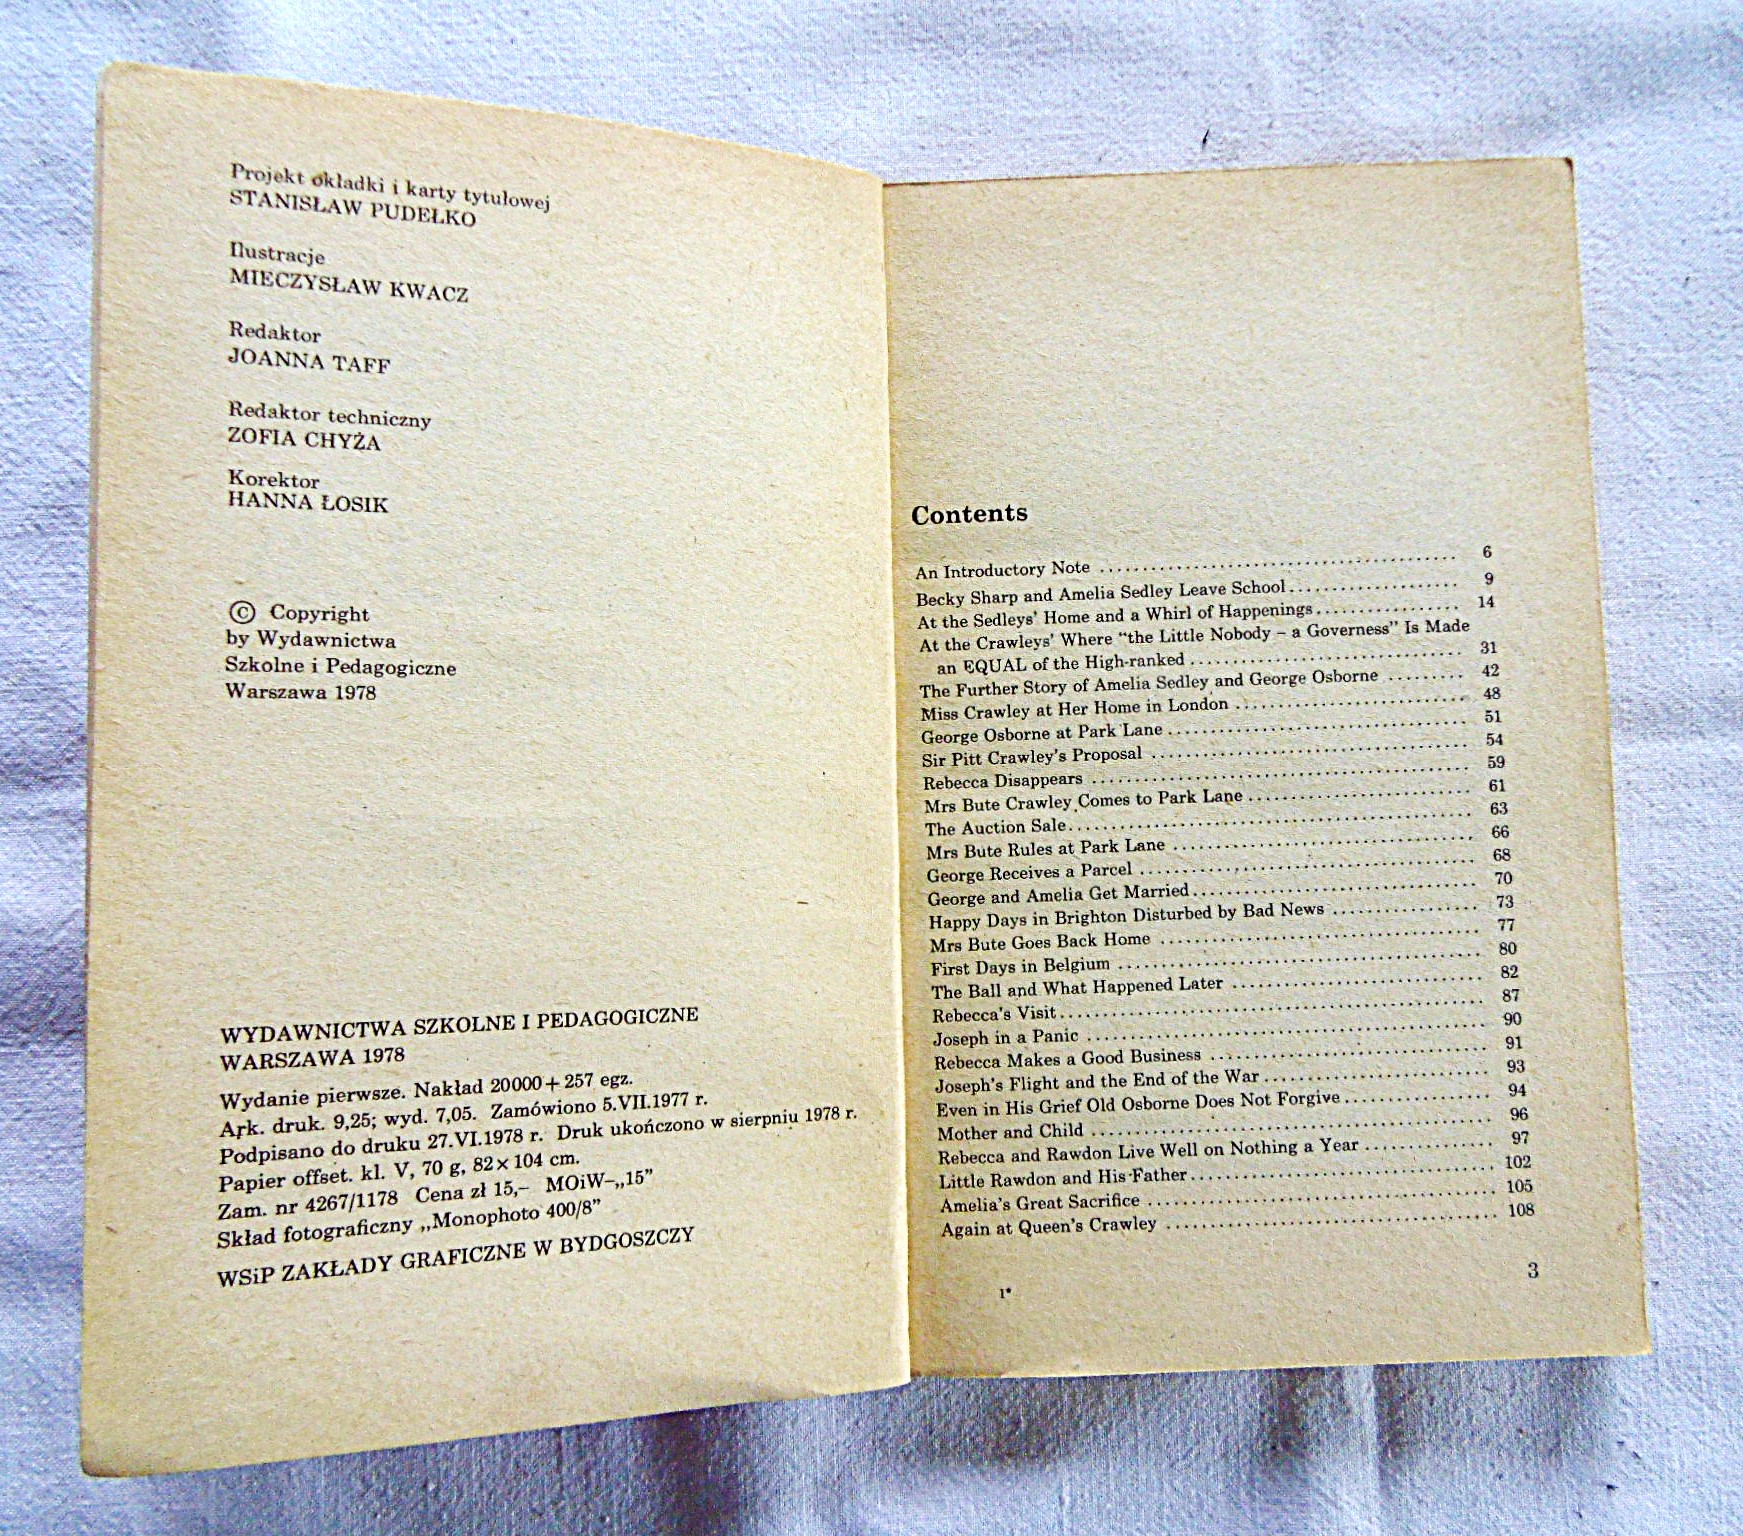 Projekt okładki i karty tytułowej
STANISŁAW PUDEŁKO
Ilustracje
MIECZYSŁAW KWACZ
Redaktor
JOANNA TAFF
Redaktor techniczny
ZOFIA CHYŻA
Korektor
HANNA ŁOSIK
© Copyright
by Wydawnictwa
Szkolne i Pedagogiczne
Warszawa 1978
WYDAWNICTWA SZKOLNE I PEDAGOGICZNE
WARSZAWA 1978
Wydanie pierwsze. Nakład 20000+257 egz.
Ark. druk. 9,25; wyd. 7,05. Zamówiono 5.VII.1977 r.
Podpisano do druku 27.VI.1978 r. Druk ukończono w sierpniu 1978 r.
Papier offset. kl. V, 70 g, 82×104 cm.
Zam. nr 4267/1178 Cena zł 15,– MOiW–„15”
Skład fotograficzny „Monophoto 400/8”
WSiP ZAKŁADY GRAFICZNE W BYDGOSZCZY
Contents
An Introductory Note ........ 6
Becky Sharp and Amelia Sedley Leave School ........ 9
At the Sedleys’ Home and a Whirl of Happenings ........ 14
At the Crawleys’ Where “the Little Nobody – a Governess” Is Made
an EQUAL of the High-ranked ........ 31
The Further Story of Amelia Sedley and George Osborne ........ 42
Miss Crawley at Her Home in London ........ 48
George Osborne at Park Lane ........ 51
Sir Pitt Crawley’s Proposal ........ 54
Rebecca Disappears ........ 59
Mrs Bute Crawley Comes to Park Lane ........ 61
The Auction Sale ........ 63
Mrs Bute Rules at Park Lane ........ 66
George Receives a Parcel ........ 68
George and Amelia Get Married ........ 70
Happy Days in Brighton Disturbed by Bad News ........ 73
Mrs Bute Goes Back Home ........ 77
First Days in Belgium ........ 80
The Ball and What Happened Later ........ 82
Rebecca’s Visit ........ 87
Joseph in a Panic ........ 90
Rebecca Makes a Good Business ........ 91
Joseph’s Flight and the End of the War ........ 93
Even in His Grief Old Osborne Does Not Forgive ........ 94
Mother and Child ........ 96
Rebecca and Rawdon Live Well on Nothing a Year ........ 97
Little Rawdon and His Father ........ 102
Amelia’s Great Sacrifice ........ 105
Again at Queen’s Crawley ........ 108
1*
3